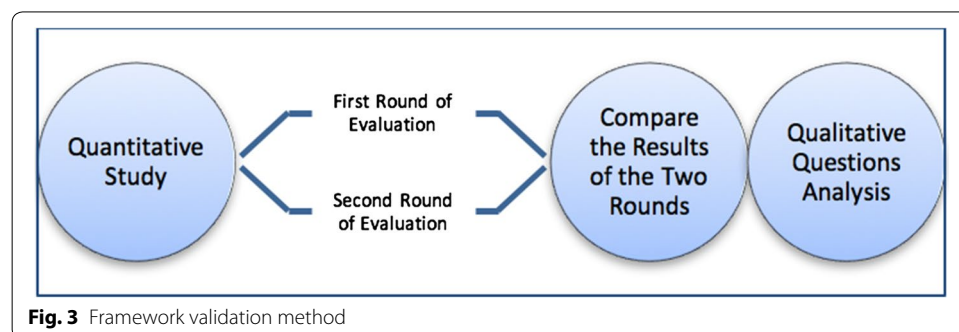 Quantitative
Study
First Round of
Evaluation
Second Round
of Evaluation
Compare
the Results
of the Two
Rounds
Qualitative
Questions
Analysis
Fig. 3 Framework validation method